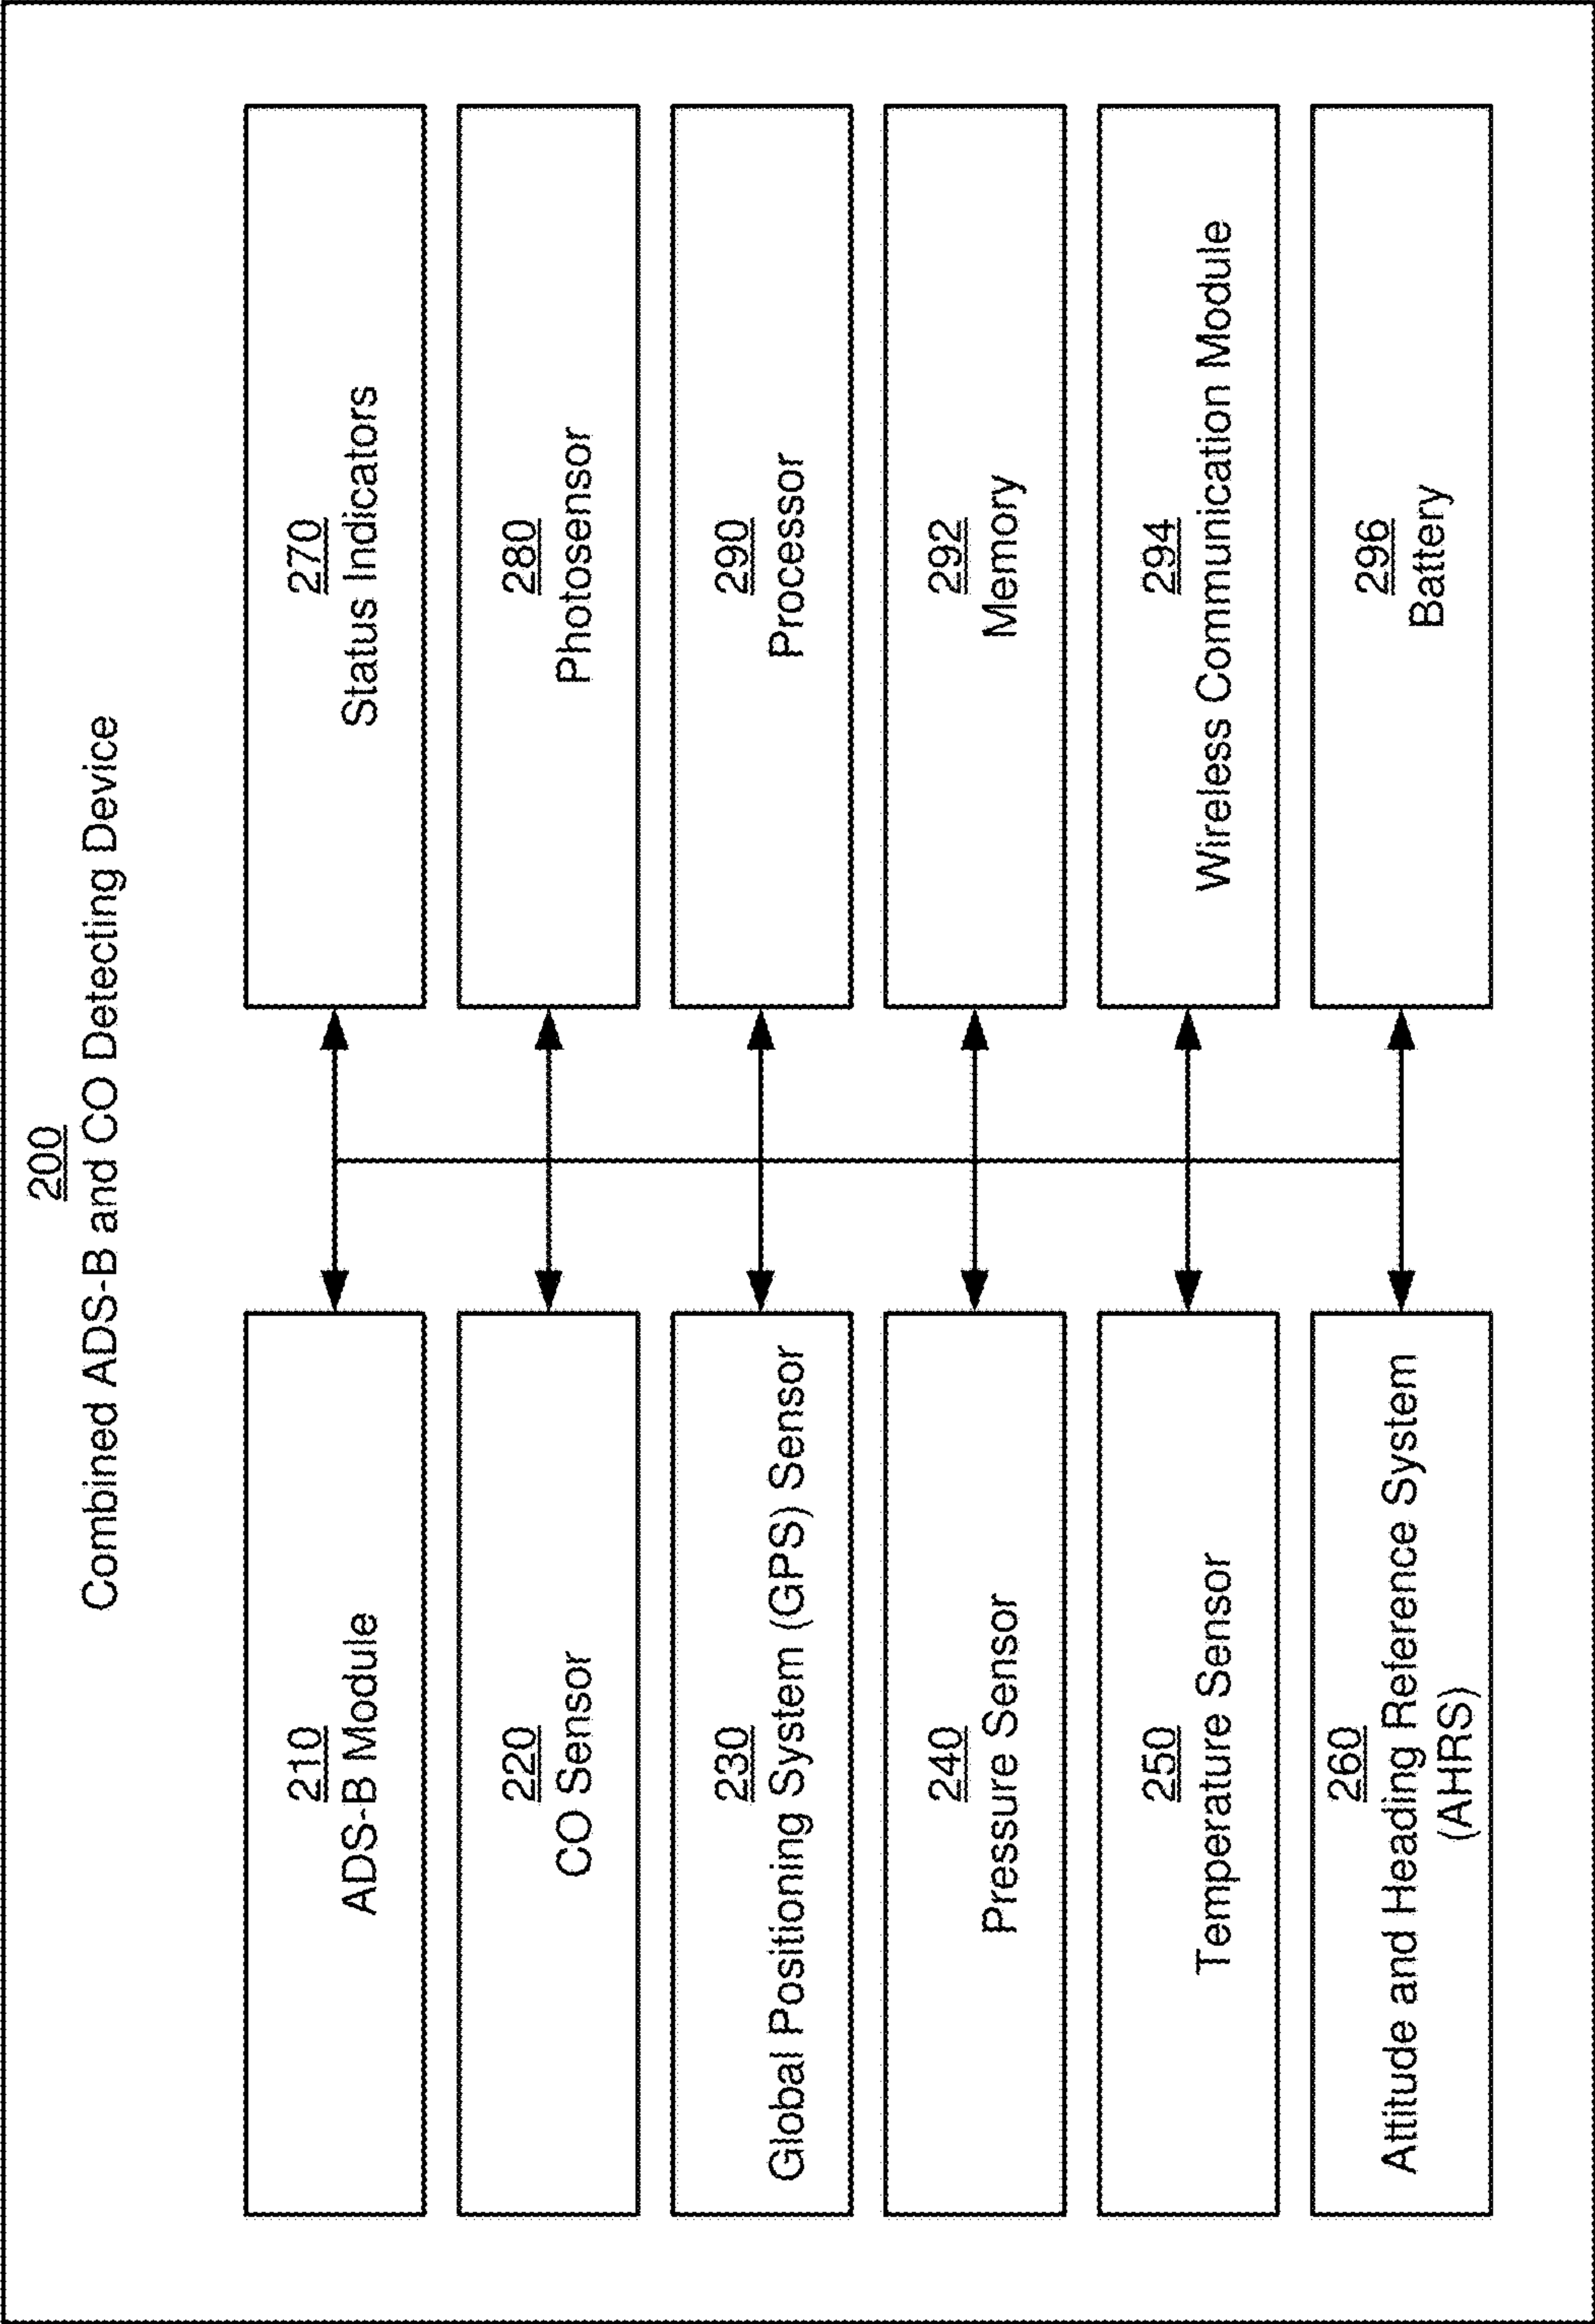 200
Combined ADS-B and CO Detecting Device
210
ADS-B Module
220
CO Sensor
230
Global Positioning System (GPS) Sensor
240
Pressure Sensor
250
Temperature Sensor
260
Attitude and Heading Reference System
(AHRS)
270
Status Indicators
280
Photosensor
290
Processor
292
Memory
294
Wireless Communication Module
296
Battery